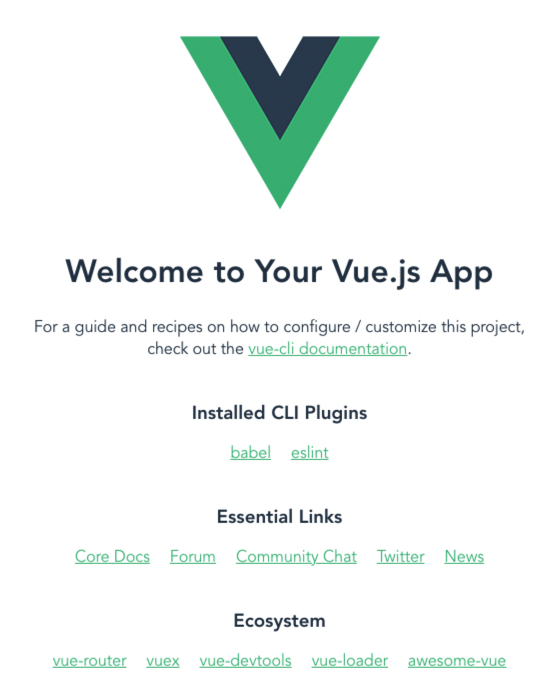 Welcome to Your Vue.js App
For a guide and recipes on how to configure / customize this project,
check out the vue-cli documentation.
Installed CLI Plugins
babel eslint
Essential Links
Core Docs Forum Community Chat Twitter News
Ecosystem
vue-router vuex vue-devtools vue-loader awesome-vue